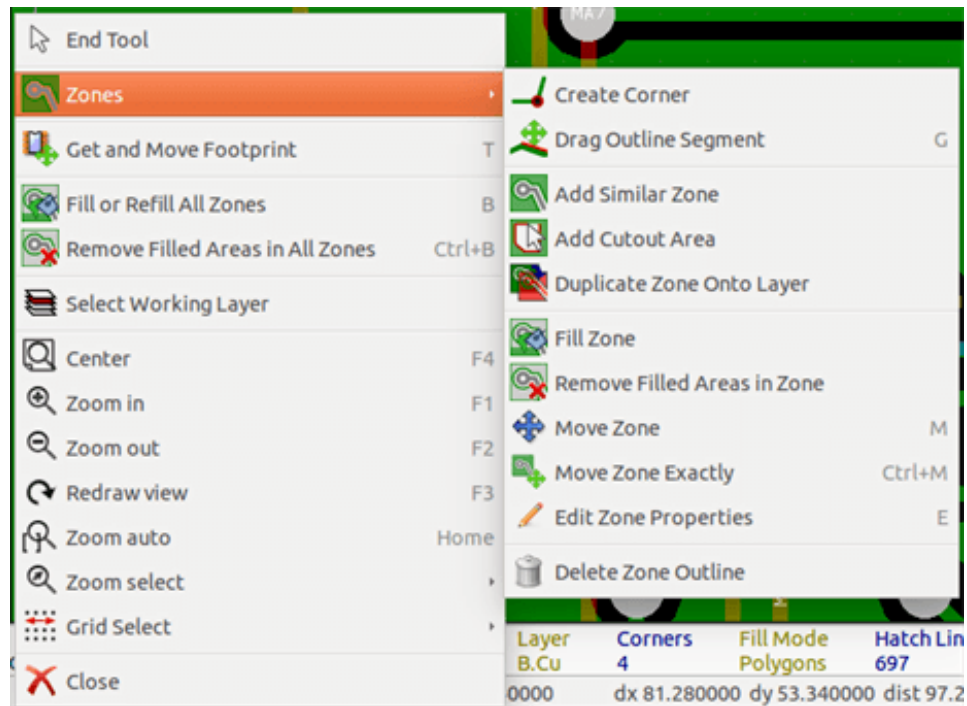 MA7
End Tool
Zones
Get and Move Footprint T
Fill or Refill All Zones B
Remove Filled Areas in All Zones Ctrl+B
Select Working Layer
Center F4
Zoom in F1
Zoom out F2
Redraw view F3
Zoom auto Home
Zoom select
Grid Select
Close
Create Corner
Drag Outline Segment G
Add Similar Zone
Add Cutout Area
Duplicate Zone Onto Layer
Fill Zone
Remove Filled Areas in Zone
Move Zone M
Move Zone Exactly Ctrl+M
Edit Zone Properties E
Delete Zone Outline
Layer Corners Fill Mode Hatch Lin
B.Cu 4 Polygons 697
0000 dx 81.280000 dy 53.340000 dist 97.2